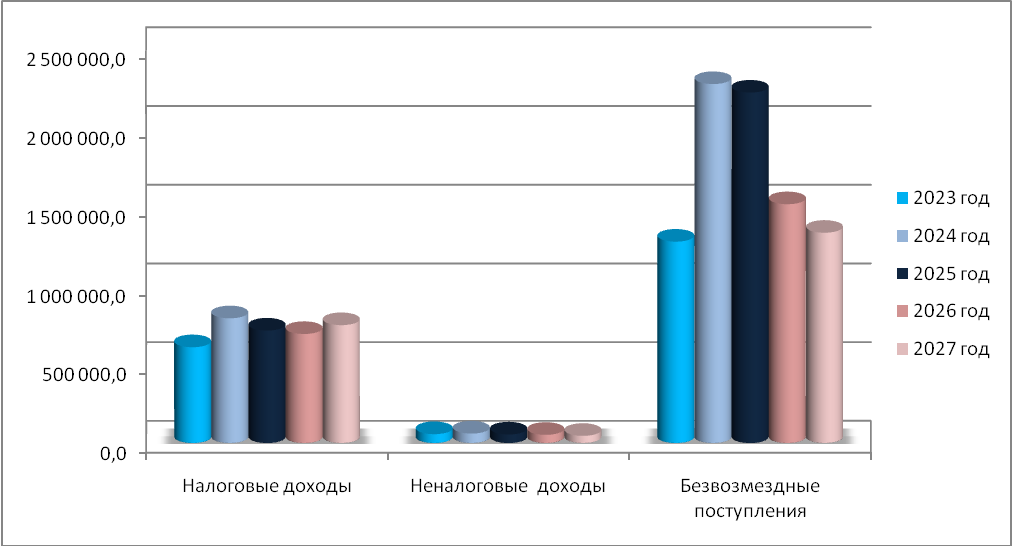 2 500 000,0
2 000 000,0
1 500 000,0
1 000 000,0
500 000,0
0,0
Налоговые доходы
Неналоговые доходы
Безвозмездные
поступления
2023 год
2024 год
2025 год
2026 год
2027 год